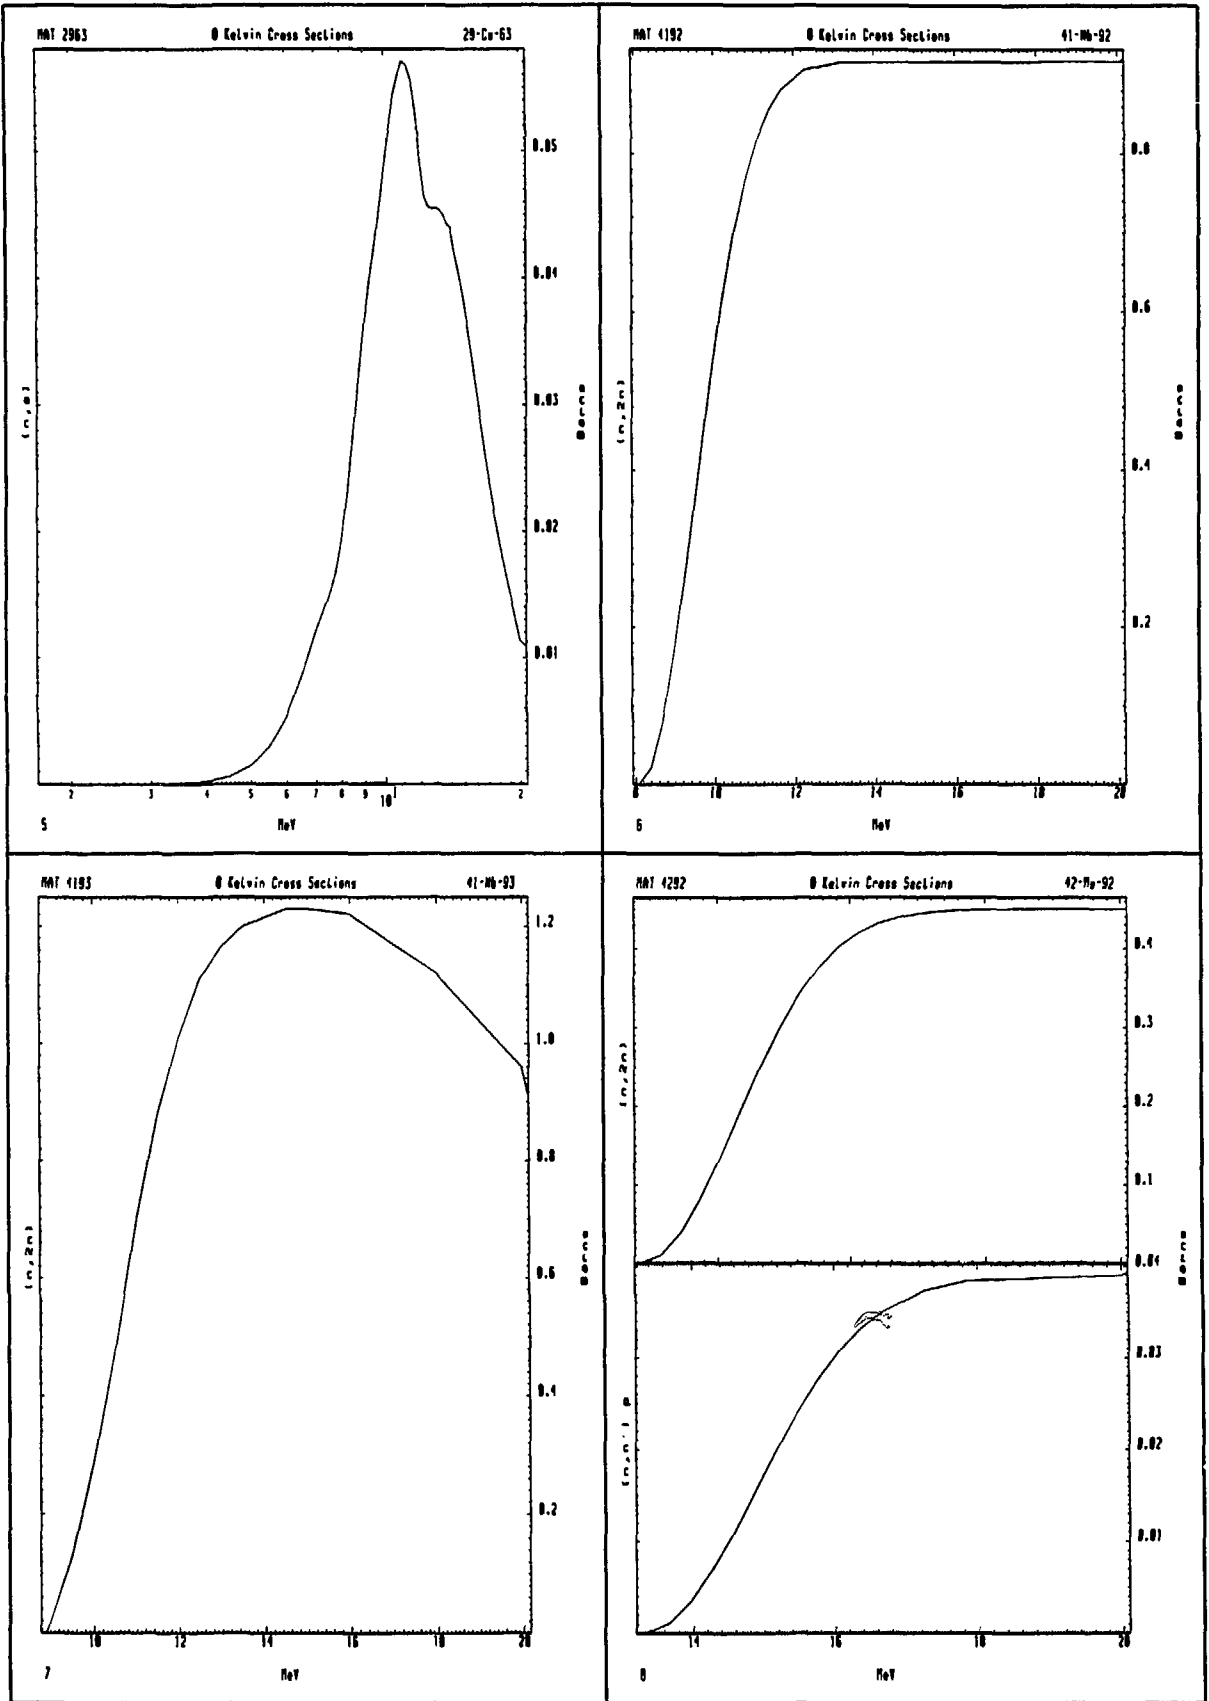 MAT 2963 0 Kelvin Cross Sections 29-Cu-63
0.05
0.04
0.03
0.02
0.01
Barns
2 3 4 5 6 7 8 9 10¹ 2
5 MeV
MAT 4192 0 Kelvin Cross Sections 41-Nb-92
(n,2n)
0.8
0.6
0.4
0.2
Barns
8 10 12 14 16 18 20
6 MeV
MAT 4193 0 Kelvin Cross Sections 41-Nb-93
(n,2n)
1.2
1.0
0.8
0.6
0.4
0.2
Barns
10 12 14 16 18 20
7 MeV
MAT 4292 0 Kelvin Cross Sections 42-Mo-92
(n,2n)
0.4
0.3
0.2
0.1
0.04
Barns
(n,n') p
0.03
0.02
0.01
14 16 18 20
8 MeV